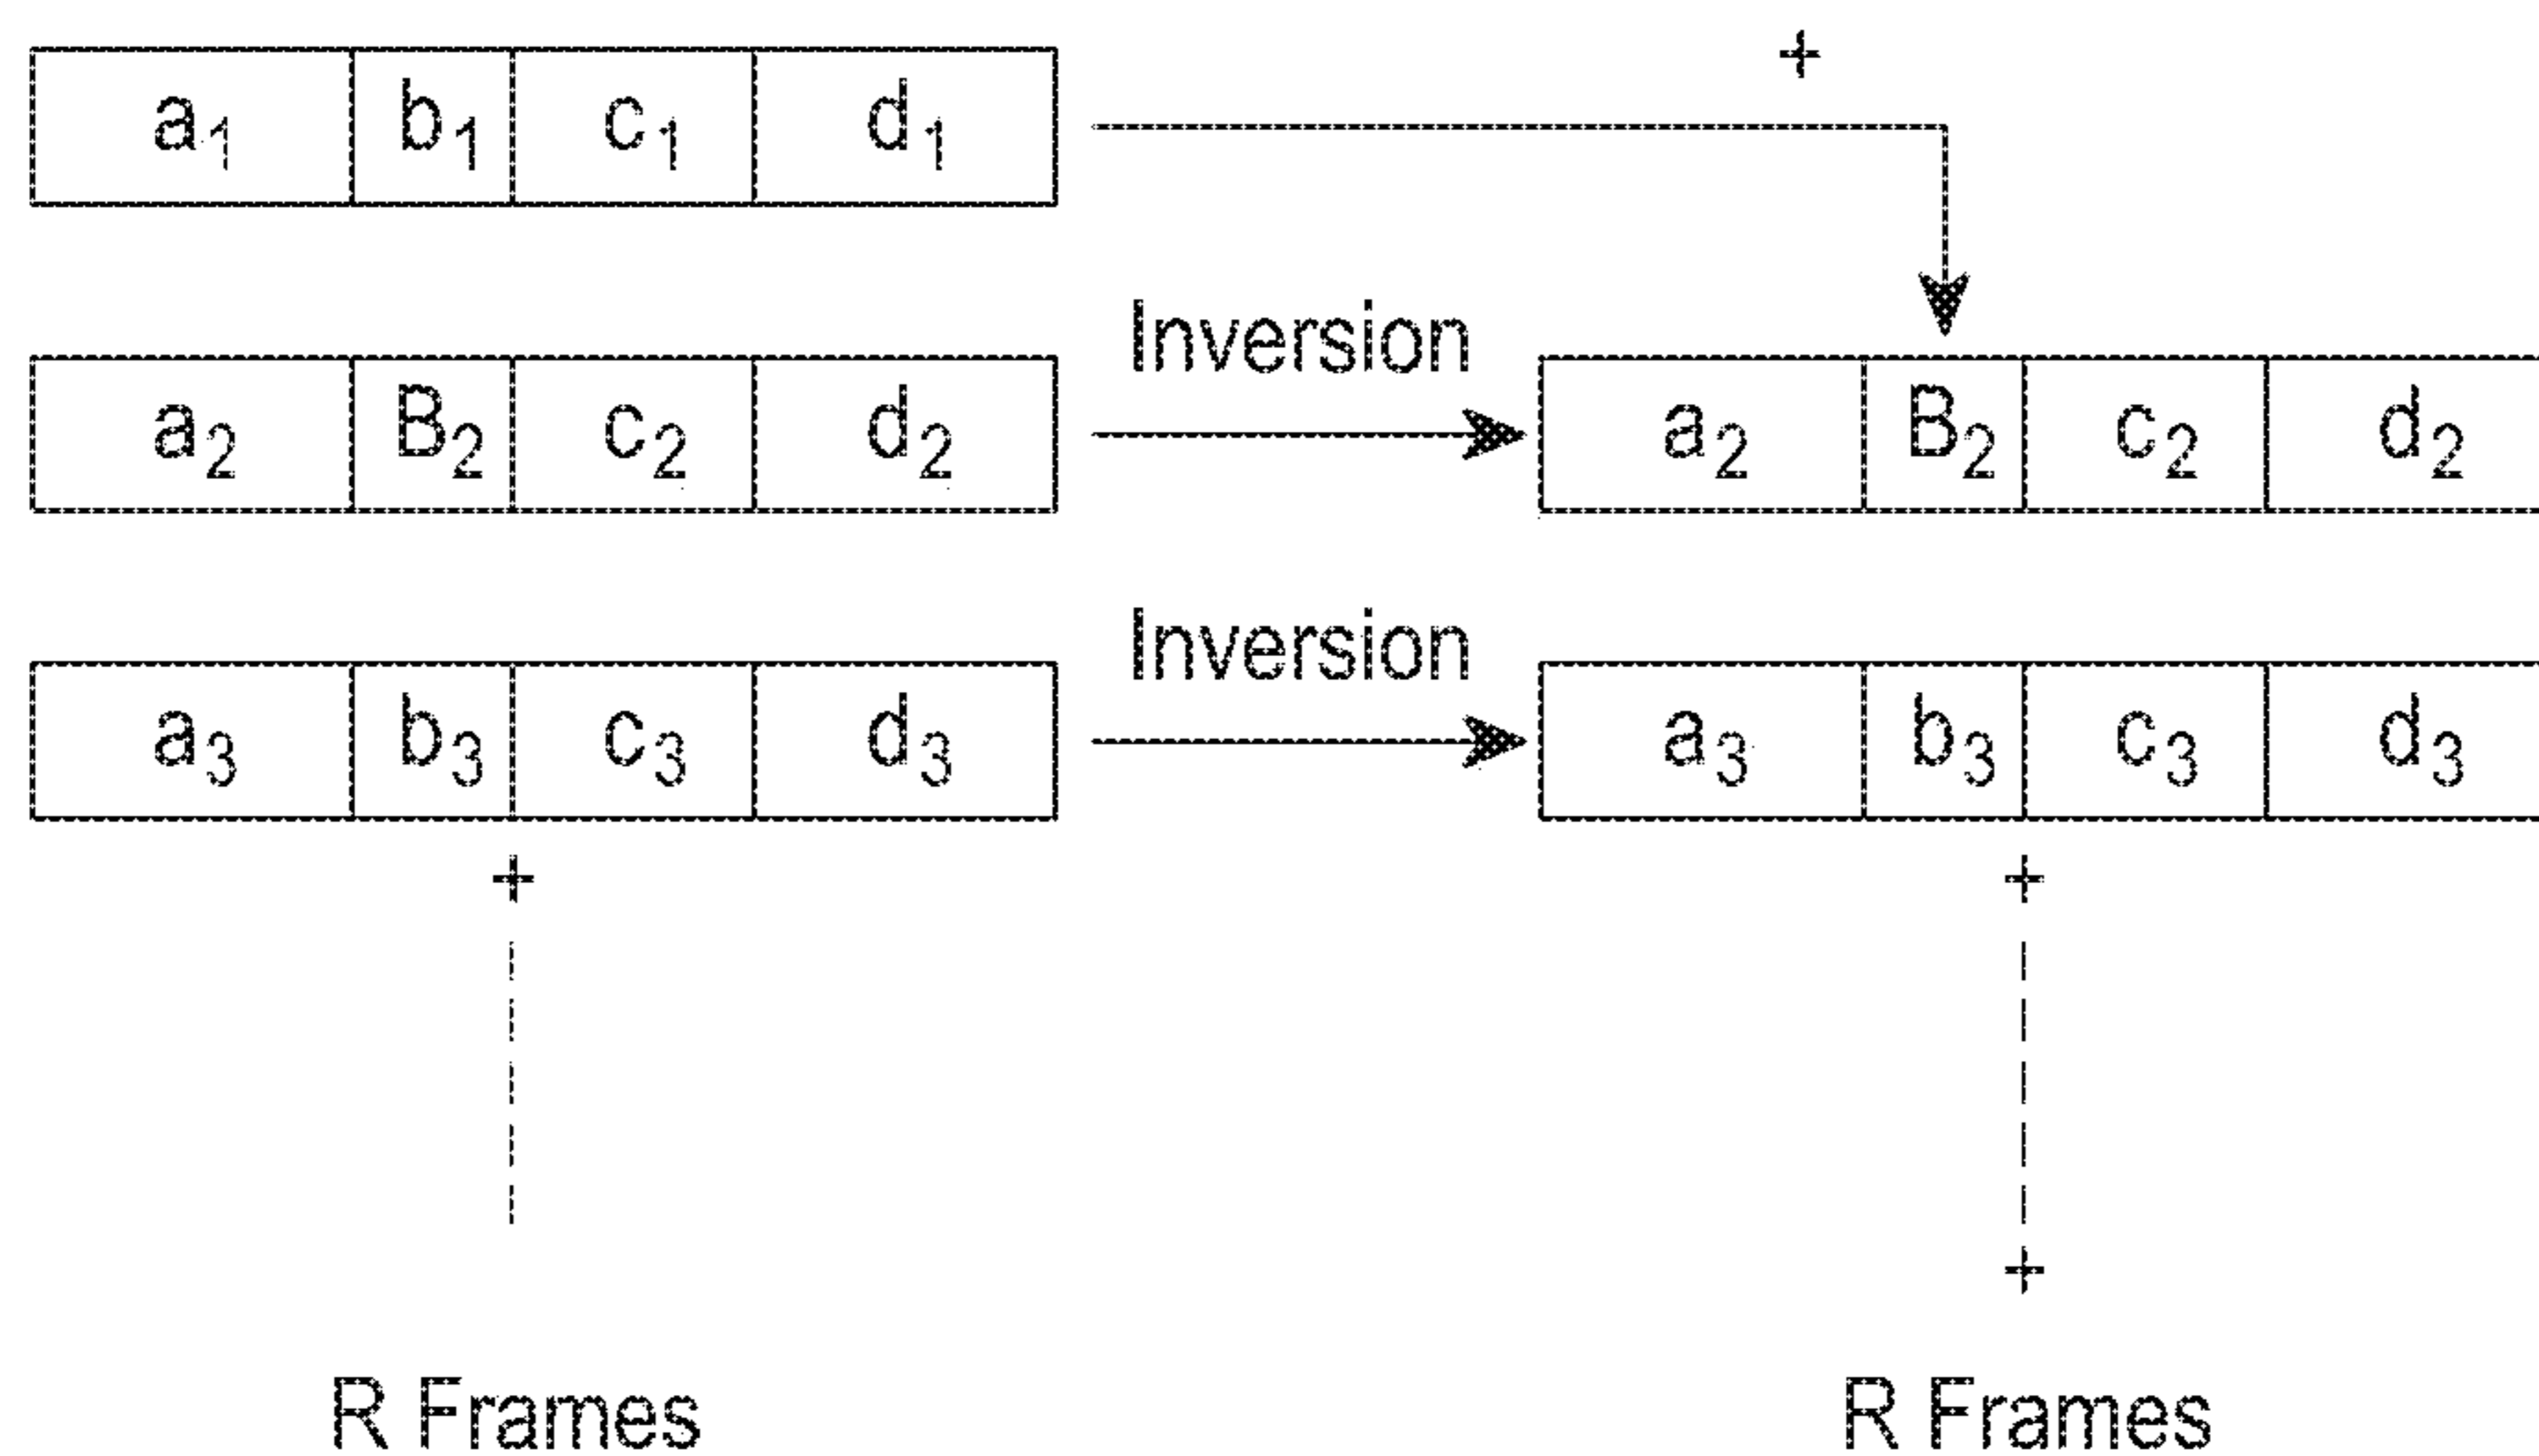 +
a₁ b₁ c₁ d₁
Inversion
a₂ B₂ c₂ d₂ a₂ B₂ c₂ d₂
Inversion
a₃ b₃ c₃ d₃ a₃ b₃ c₃ d₃
+ +
+
R Frames R Frames